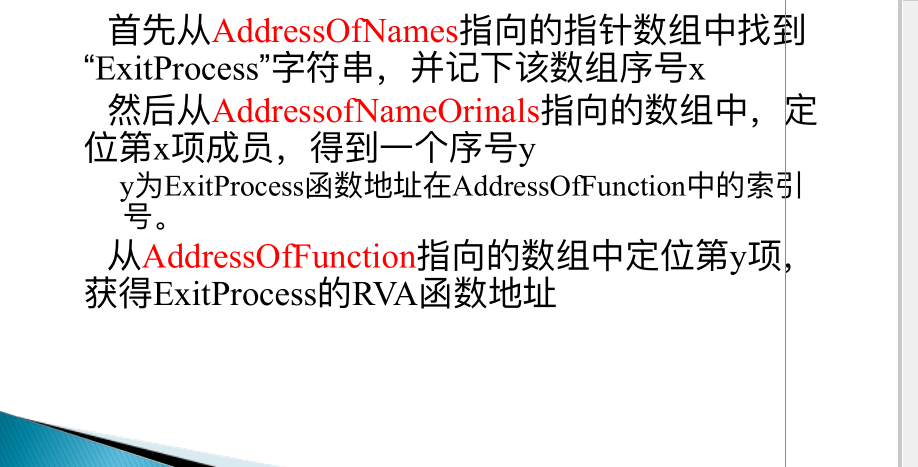 首先从AddressOfNames指向的指针数组中找到
“ExitProcess”字符串，并记下该数组序号x
然后从AddressofNameOrinals指向的数组中，定
位第x项成员，得到一个序号y
y为ExitProcess函数地址在AddressOfFunction中的索引
号。
从AddressOfFunction指向的数组中定位第y项，
获得ExitProcess的RVA函数地址